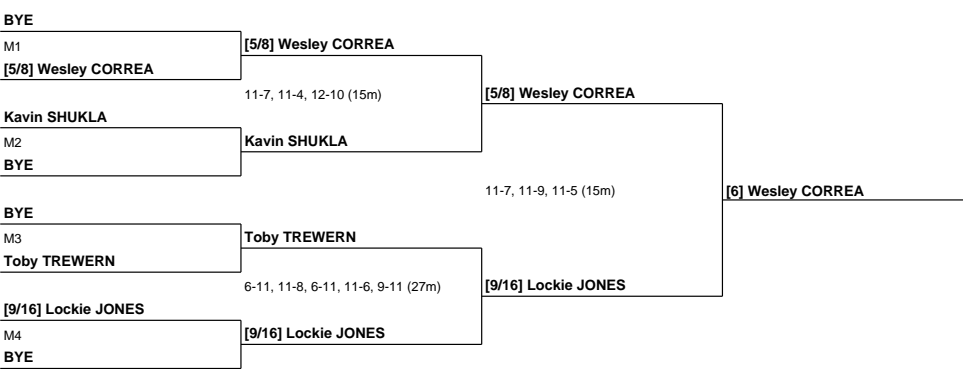 BYE
M1
[5/8] Wesley CORREA
Kavin SHUKLA
M2
BYE
BYE
M3
Toby TREWERN
[9/16] Lockie JONES
M4
BYE
[5/8] Wesley CORREA
11-7, 11-4, 12-10 (15m)
Kavin SHUKLA
Toby TREWERN
6-11, 11-8, 6-11, 11-6, 9-11 (27m)
[9/16] Lockie JONES
[5/8] Wesley CORREA
11-7, 11-9, 11-5 (15m)
[9/16] Lockie JONES
[6] Wesley CORREA